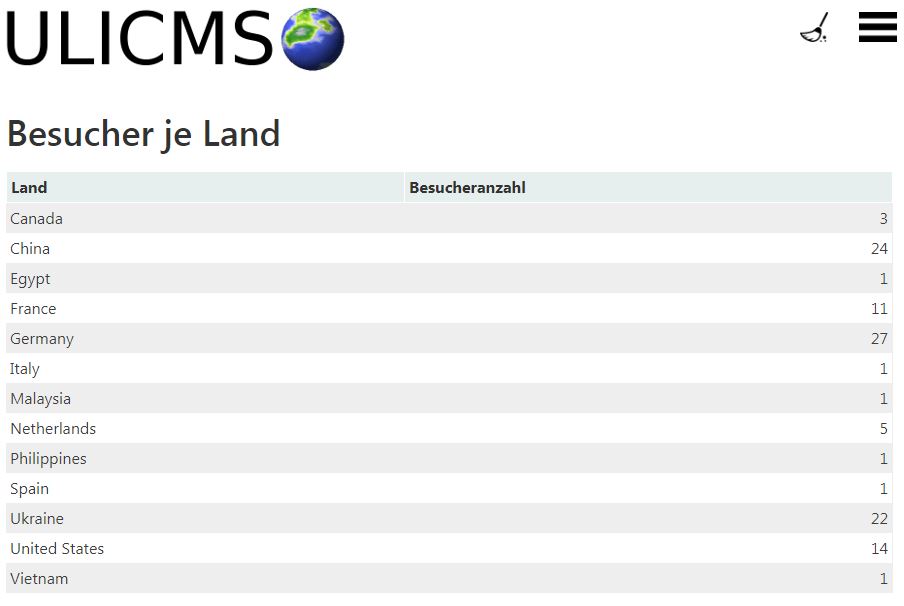 ULICMS
Besucher je Land
Land Besucheranzahl
Canada 3
China 24
Egypt 1
France 11
Germany 27
Italy 1
Malaysia 1
Netherlands 5
Philippines 1
Spain 1
Ukraine 22
United States 14
Vietnam 1